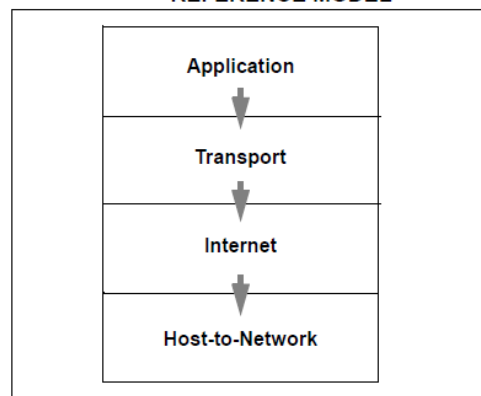 REFERENCE MODEL
Application
Transport
Internet
Host-to-Network